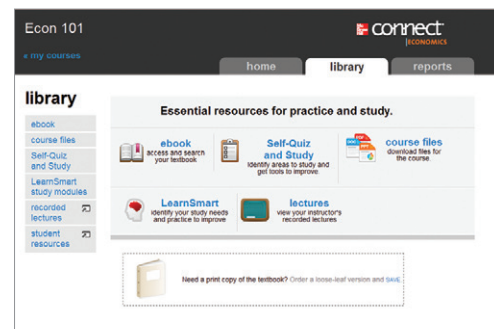 Econ 101
connect
ECONOMICS
« my courses
home
library
reports
library
ebook
course files
Self-Quiz
and Study
LearnSmart
study modules
recorded
lectures
student
resources
Essential resources for practice and study.
ebook
access and search
your textbook
Self-Quiz
and Study
Identify areas to study and
get tools to improve
course files
download files for
the course
LearnSmart
identify your study needs
and practice to improve
lectures
view your instructor's
recorded lectures
Need a print copy of the textbook? Order a loose-leaf version and SAVE